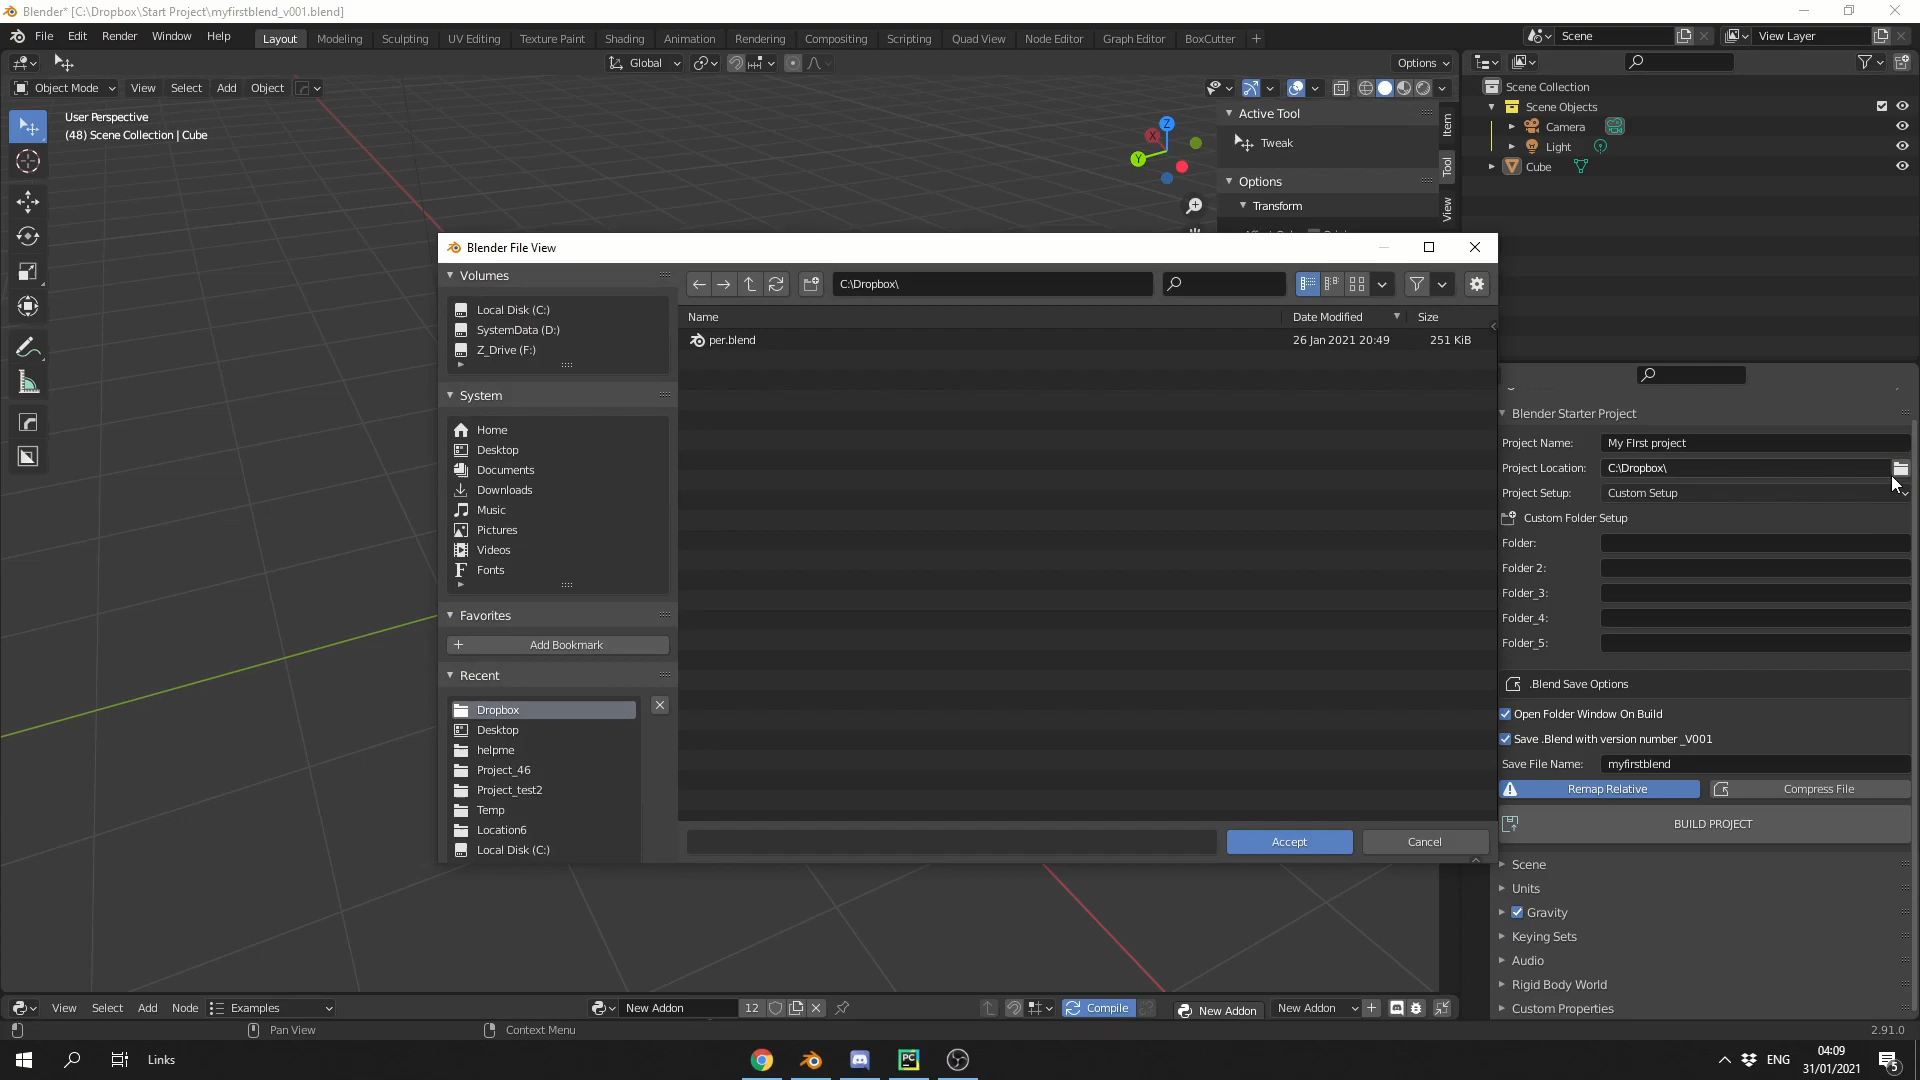 Blender* [C:\Dropbox\Start Project\myfirstblend_v001.blend]
File Edit Render Window Help Layout Modeling Sculpting UV Editing Texture Paint Shading Animation Rendering Compositing Scripting Quad View Node Editor Graph Editor BoxCutter + Scene View Layer
Global Options
Object Mode View Select Add Object
User Perspective
(48) Scene Collection | Cube
Z
X
Y
Active Tool
Tweak
Options
Transform
Item
Tool
View
Scene Collection
Scene Objects
Camera
Light
Cube
Blender File View
Volumes
Local Disk (C:)
SystemData (D:)
Z_Drive (F:)
System
Home
Desktop
Documents
Downloads
Music
Pictures
Videos
Fonts
Favorites
Add Bookmark
Recent
Dropbox
Desktop
helpme
Project_46
Project_test2
Temp
Location6
Local Disk (C:)
C:\Dropbox\
Name Date Modified Size
per.blend 26 Jan 2021 20:49 251 KiB
Accept Cancel
Blender Starter Project
Project Name: My FIrst project
Project Location: C:\Dropbox\
Project Setup: Custom Setup
Custom Folder Setup
Folder:
Folder 2:
Folder_3:
Folder_4:
Folder_5:
.Blend Save Options
Open Folder Window On Build
Save .Blend with version number _V001
Save File Name: myfirstblend
Remap Relative Compress File
BUILD PROJECT
Scene
Units
Gravity
Keying Sets
Audio
Rigid Body World
Custom Properties
View Select Add Node Examples New Addon 12 Compile New Addon New Addon
Pan View Context Menu 2.91.0
Links PC ENG 04:09
31/01/2021 5